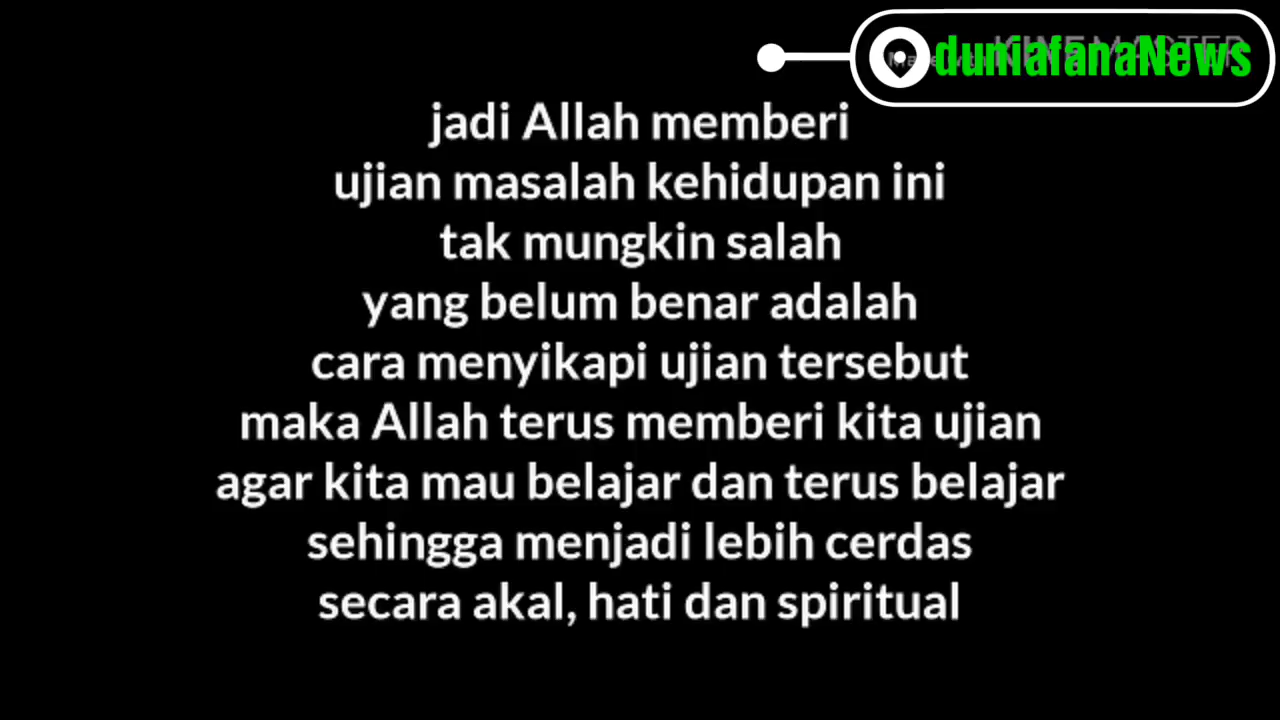 duniafanaNews
jadi Allah memberi
ujian masalah kehidupan ini
tak mungkin salah
yang belum benar adalah
cara menyikapi ujian tersebut
maka Allah terus memberi kita ujian
agar kita mau belajar dan terus belajar
sehingga menjadi lebih cerdas
secara akal, hati dan spiritual